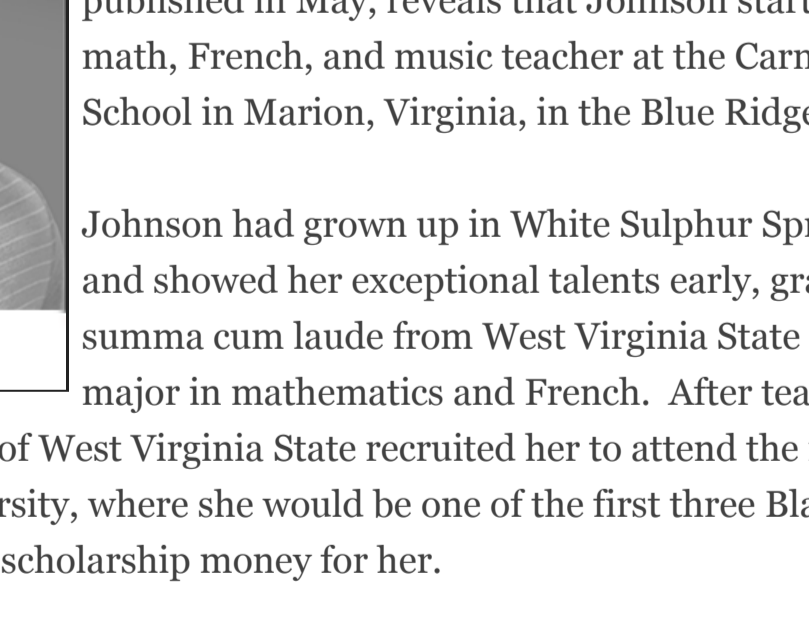 published in May, reveals that Johnson start
math, French, and music teacher at the Carn
School in Marion, Virginia, in the Blue Ridge
Johnson had grown up in White Sulphur Spr
and showed her exceptional talents early, gra
summa cum laude from West Virginia State
major in mathematics and French. After tea
of West Virginia State recruited her to attend the
rsity, where she would be one of the first three Bla
scholarship money for her.